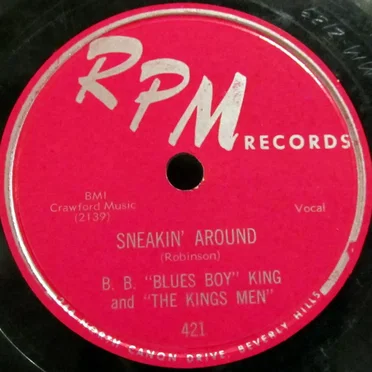 RPM
RECORDS
BMI
Crawford Music
(2139)
Vocal
SNEAKIN' AROUND
(Robinson)
B. B. "BLUES BOY" KING
and "THE KINGS MEN"
421
NORTH CANON DRIVE, BEVERLY HILLS